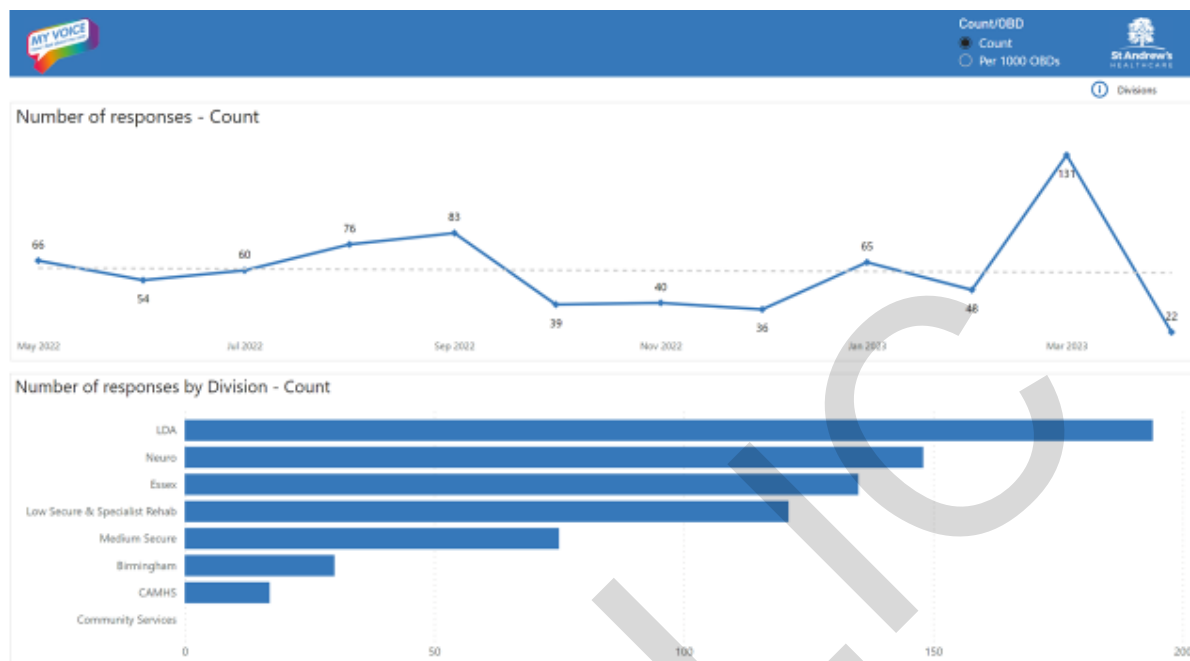 MY VOICE
Count/OBD
Count
Per 1000 OBDs
St Andrew's
HEALTHCARE
Divisions
Number of responses - Count
66
54
60
76
83
39
40
36
65
48
131
22
May 2022
Jul 2022
Sep 2022
Nov 2022
Jan 2023
Mar 2023
Number of responses by Division - Count
LDA
Neuro
Essex
Low Secure & Specialist Rehab
Medium Secure
Birmingham
CAMHS
Community Services
0 50 100 150 200